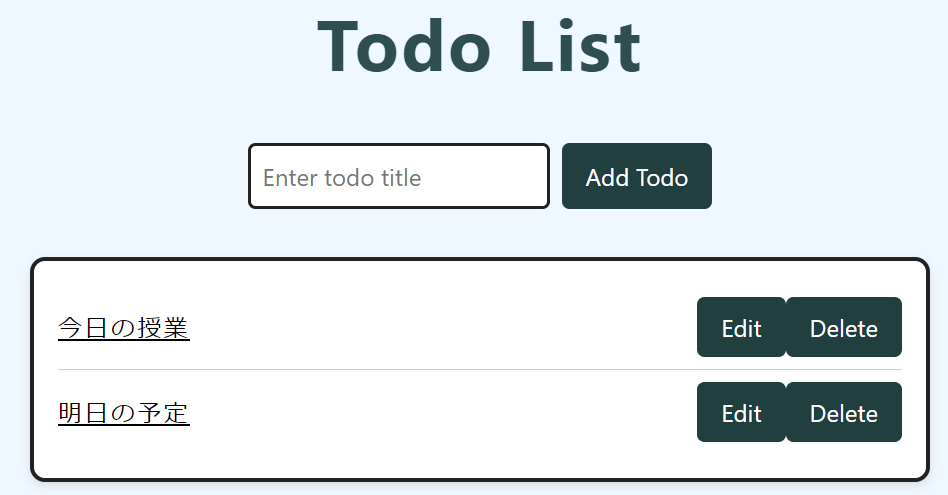 Todo List
Enter todo title Add Todo
今日の授業 Edit Delete
明日の予定 Edit Delete